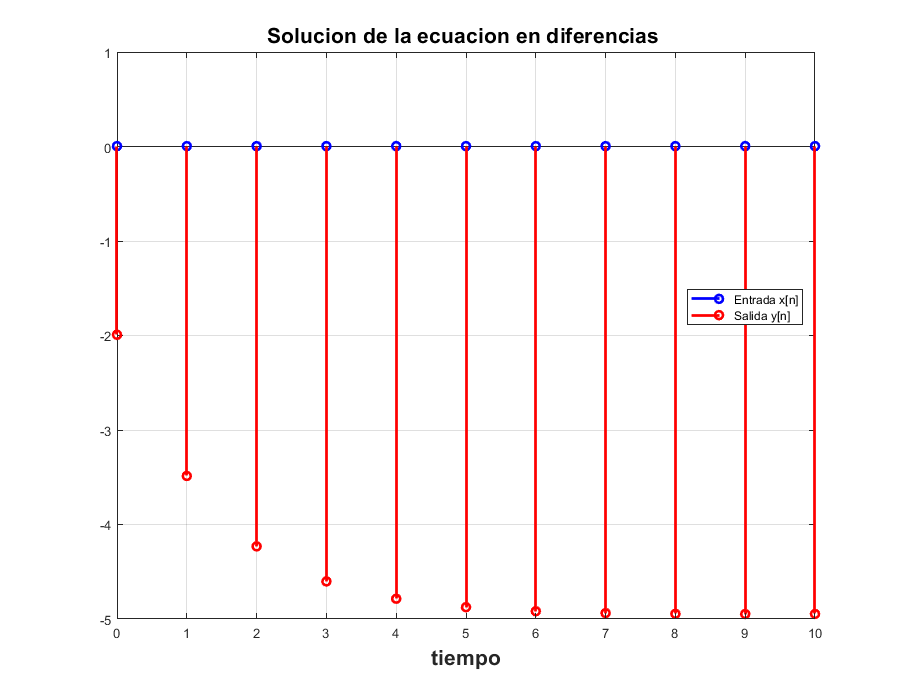 Solucion de la ecuacion en diferencias
1
0
-1
-2
-3
-4
-5
Entrada x[n]
Salida y[n]
0 1 2 3 4 5 6 7 8 9 10
tiempo